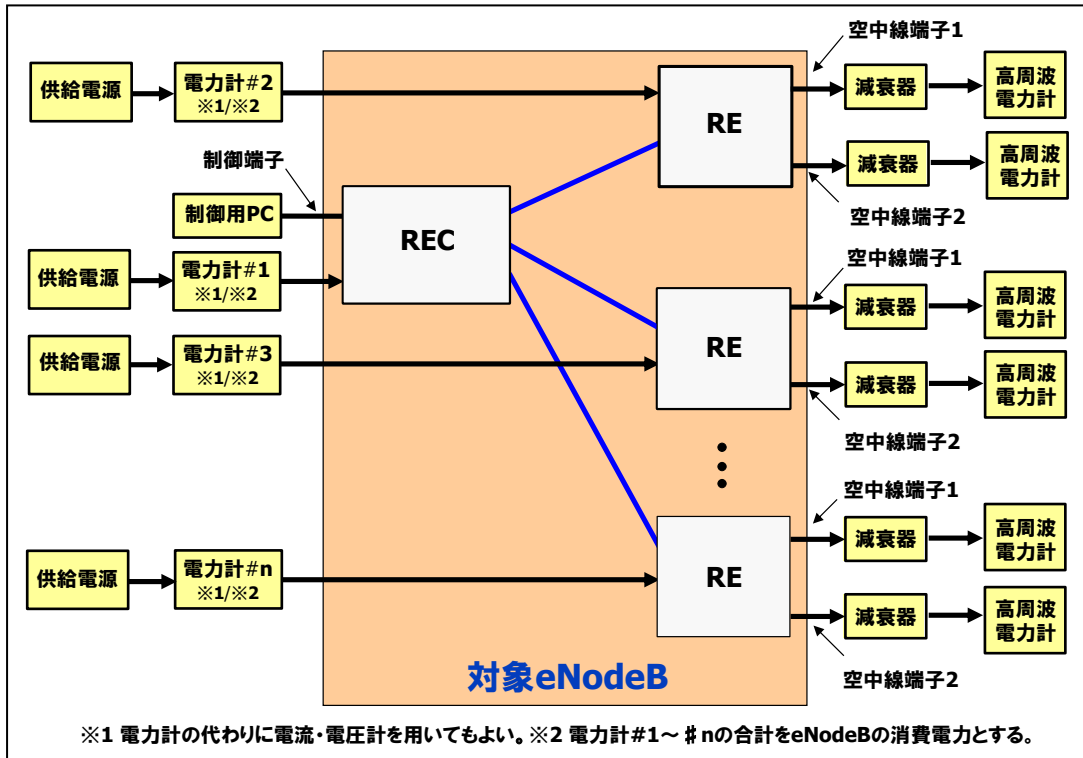 空中線端子1
供給電源
電力計#2
※1/※2
RE
減衰器
高周波
電力計
減衰器
高周波
電力計
空中線端子2
制御端子
制御用PC
REC
供給電源
電力計#1
※1/※2
空中線端子1
減衰器
高周波
電力計
供給電源
電力計#3
※1/※2
RE
減衰器
高周波
電力計
空中線端子2
空中線端子1
減衰器
高周波
電力計
供給電源
電力計#n
※1/※2
RE
減衰器
高周波
電力計
空中線端子2
対象eNodeB
※1 電力計の代わりに電流・電圧計を用いてもよい。※2 電力計#1～♯nの合計をeNodeBの消費電力とする。